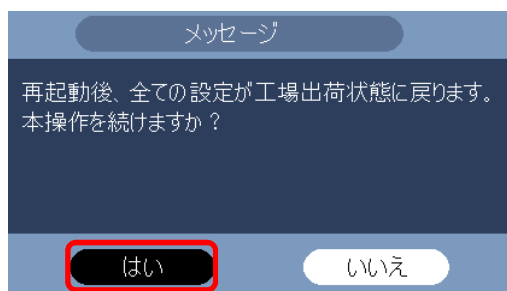 メッセージ
再起動後、全ての設定が工場出荷状態に戻ります。
本操作を続けますか？
はい
いいえ